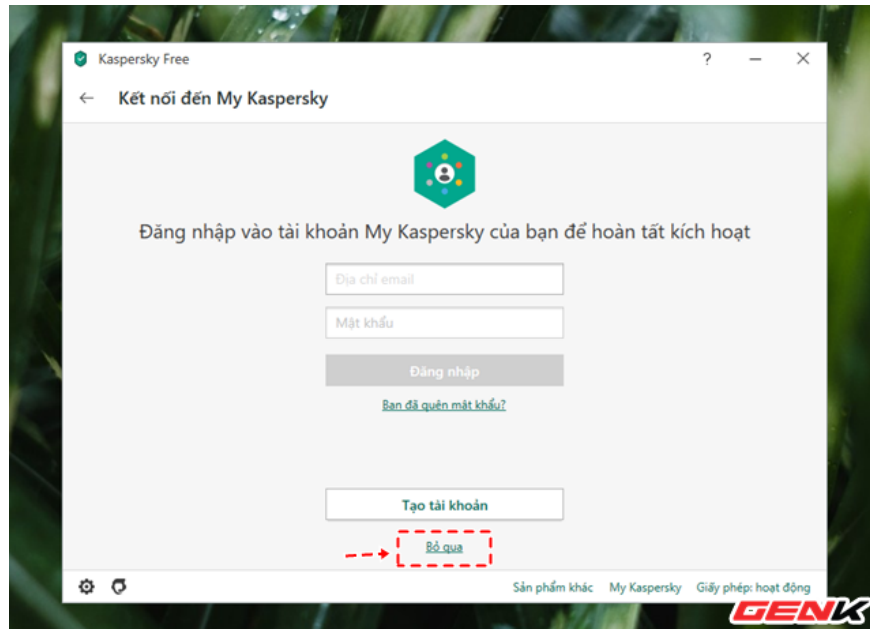 Kaspersky Free
?
Kết nối đến My Kaspersky
Đăng nhập vào tài khoản My Kaspersky của bạn để hoàn tất kích hoạt
Địa chỉ email
Mật khẩu
Đăng nhập
Bạn đã quên mật khẩu?
Tạo tài khoản
Bỏ qua
Sản phẩm khác My Kaspersky Giấy phép: hoạt động
GENK